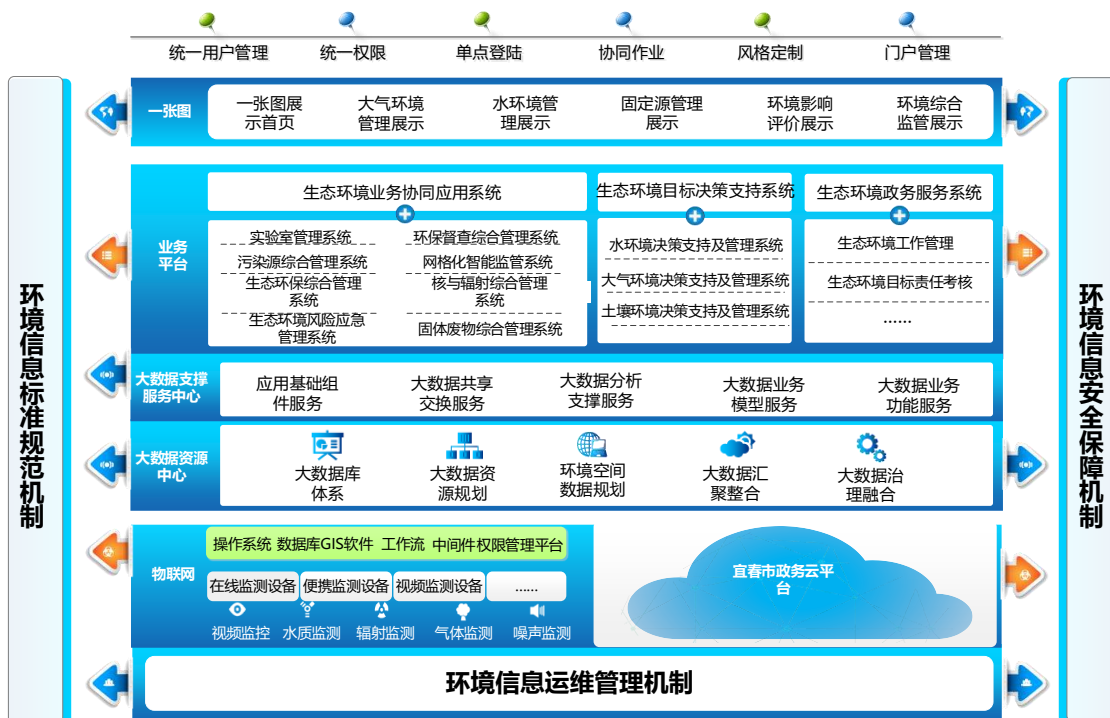 统一用户管理
统一权限
单点登陆
协同作业
风格定制
门户管理
环境信息标准规范机制
一张图
一张图展
示首页
大气环境
管理展示
水环境管
理展示
固定源管理
展示
环境影响
评价展示
环境综合
监管展示
业务
平台
生态环境业务协同应用系统
实验室管理系统
环保督查综合管理系统
污染源综合管理系统
网格化智能监管系统
生态环保综合管理
系统
核与辐射综合管理
系统
生态环境风险应急
管理系统
固体废物综合管理系统
生态环境目标决策支持系统
水环境决策支持及管理系统
大气环境决策支持及管理系统
土壤环境决策支持及管理系统
生态环境政务服务系统
生态环境工作管理
生态环境目标责任考核
……
大数据支撑
服务中心
应用基础组
件服务
大数据共享
交换服务
大数据分析
支撑服务
大数据业务
模型服务
大数据业务
功能服务
大数据资源
中心
大数据库
体系
大数据资
源规划
环境空间
数据规划
大数据汇
聚整合
大数据治
理融合
物联网
操作系统 数据库GIS软件 工作流 中间件权限管理平台
在线监测设备
便携监测设备
视频监测设备
……
视频监控
水质监测
辐射监测
气体监测
噪声监测
宜春市政务云平
台
环境信息运维管理机制
环境信息安全保障机制